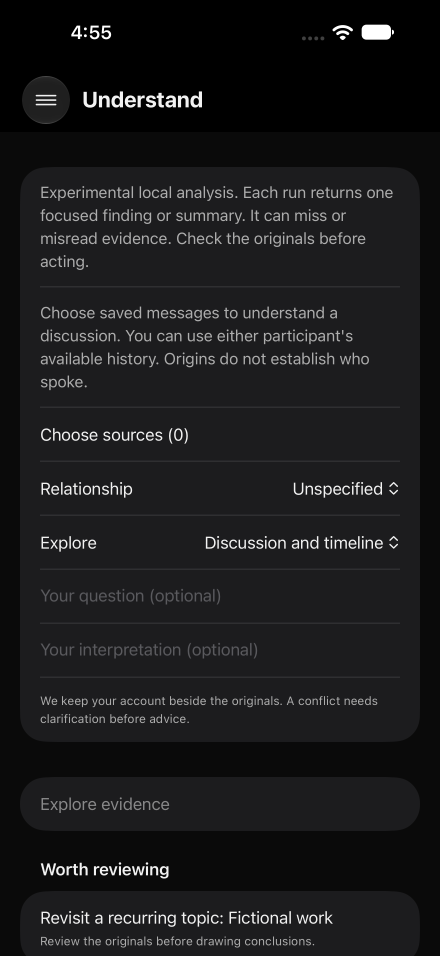 4:55
Understand
Experimental local analysis. Each run returns one
focused finding or summary. It can miss or
misread evidence. Check the originals before
acting.
Choose saved messages to understand a
discussion. You can use either participant's
available history. Origins do not establish who
spoke.
Choose sources (0)
Relationship Unspecified
Explore Discussion and timeline
Your question (optional)
Your interpretation (optional)
We keep your account beside the originals. A conflict needs
clarification before advice.
Explore evidence
Worth reviewing
Revisit a recurring topic: Fictional work
Review the originals before drawing conclusions.